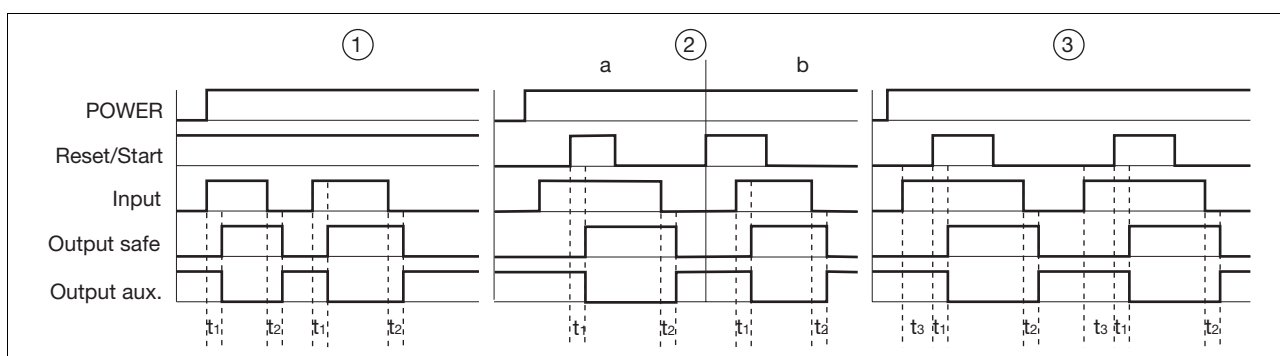 ① ② ③
a b
POWER
Reset/Start
Input
Output safe
Output aux.
t1 t2 t1 t2 t1 t2 t1 t2 t3 t1 t2 t3 t1 t2